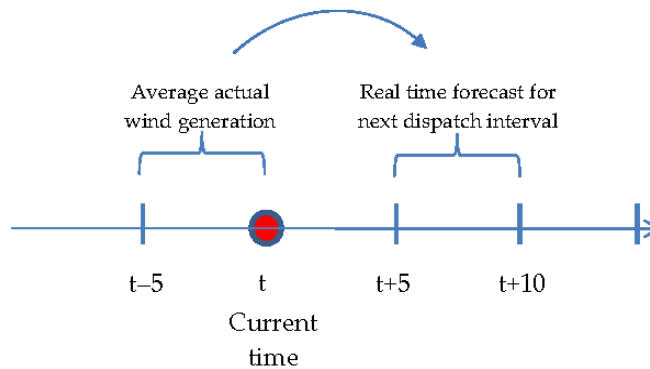 Average actual
wind generation
Real time forecast for
next dispatch interval
t–5
t
t+5
t+10
Current
time